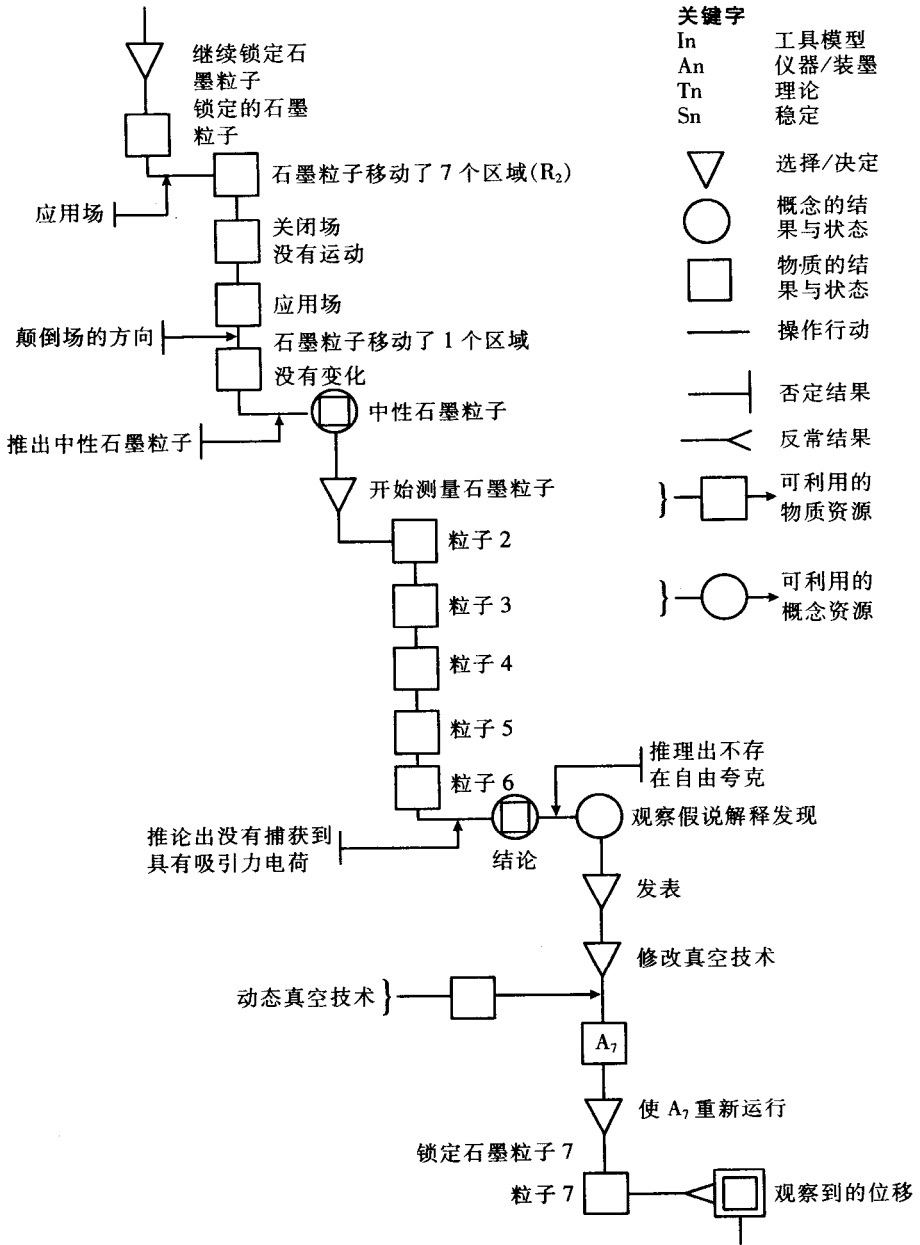 关键字
In 工具模型
An 仪器/装墨
Tn 理论
Sn 稳定
选择/决定
概念的结
果与状态
物质的结
果与状态
操作行动
否定结果
反常结果
可利用的
物质资源
可利用的
概念资源
继续锁定石
墨粒子
锁定的石墨
粒子
石墨粒子移动了7个区域(R₂)
应用场
关闭场
没有运动
应用场
颠倒场的方向
石墨粒子移动了1个区域
没有变化
中性石墨粒子
推出中性石墨粒子
开始测量石墨粒子
粒子2
粒子3
粒子4
粒子5
粒子6
推理出不存
在自由夸克
观察假说解释发现
推论出没有捕获到
具有吸引力电荷
结论
发表
修改真空技术
动态真空技术
A₇
使A₇重新运行
锁定石墨粒子7
粒子7
观察到的位移